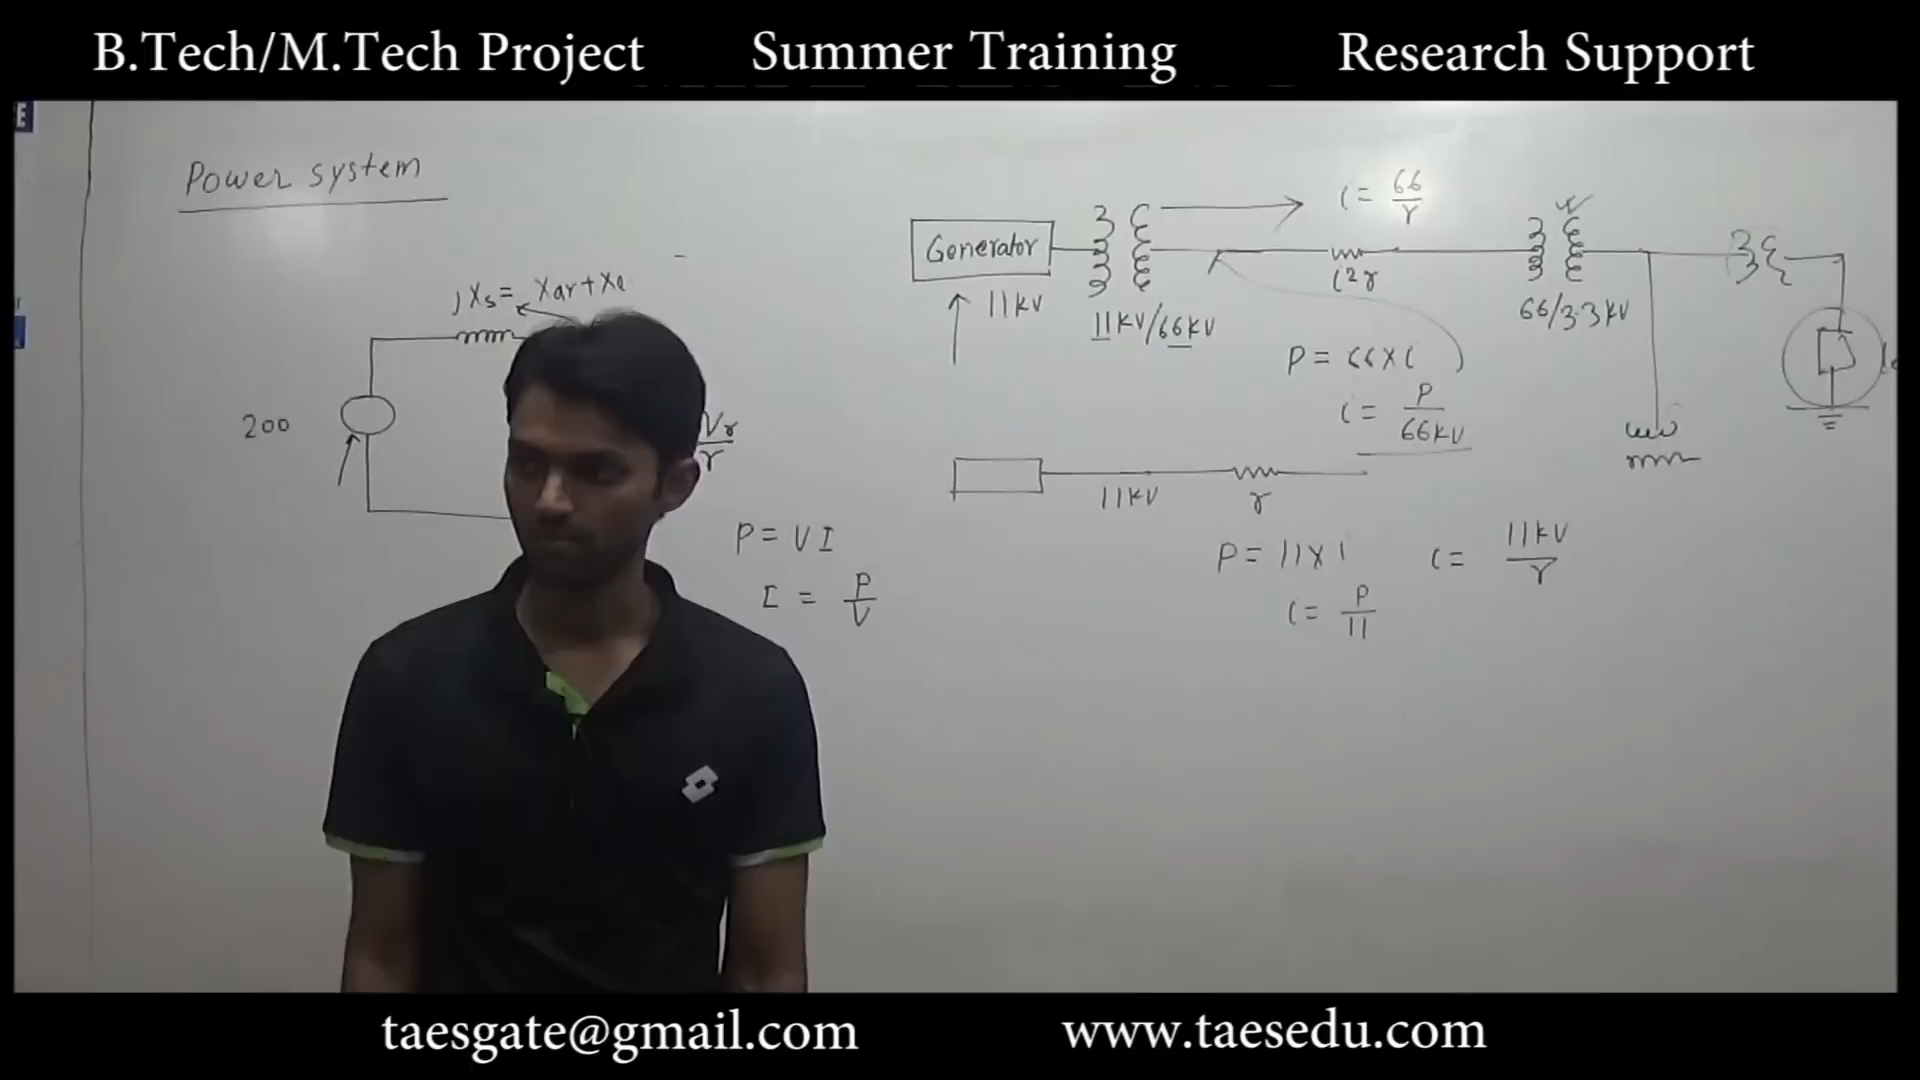 B.Tech/M.Tech Project Summer Training Research Support
E
Power system
jXs = Xar + Xe
200
Vr
r
P = VI
I = P/V
Generator
11kV
11kV/66kV
i = 66/r
i²r
66/3.3kV
P = 66×i
i = P/66kV
11kV
r
P = 11×i
i = 11kV/r
i = P/11
taesgate@gmail.com www.taesedu.com